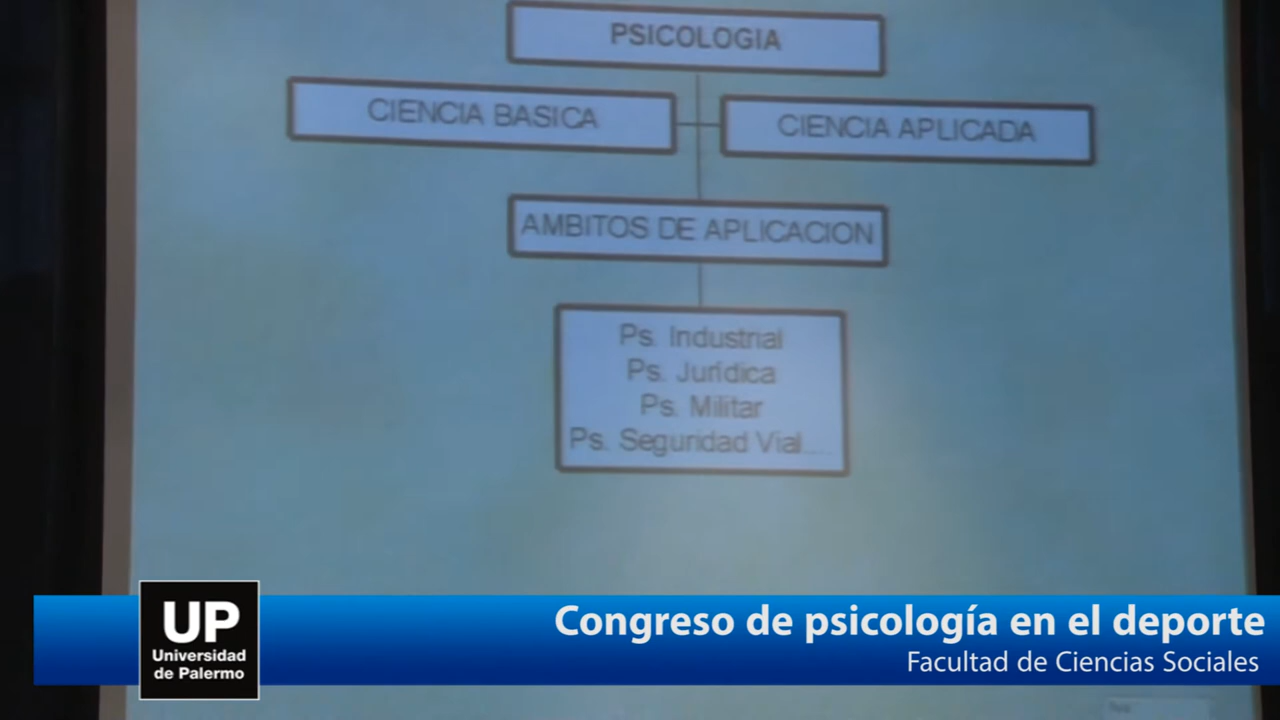 PSICOLOGIA
CIENCIA BASICA
CIENCIA APLICADA
AMBITOS DE APLICACION
Ps. Industrial
Ps. Jurídica
Ps. Militar
Ps. Seguridad Vial.....
UP
Universidad
de Palermo
Congreso de psicología en el deporte
Facultad de Ciencias Sociales